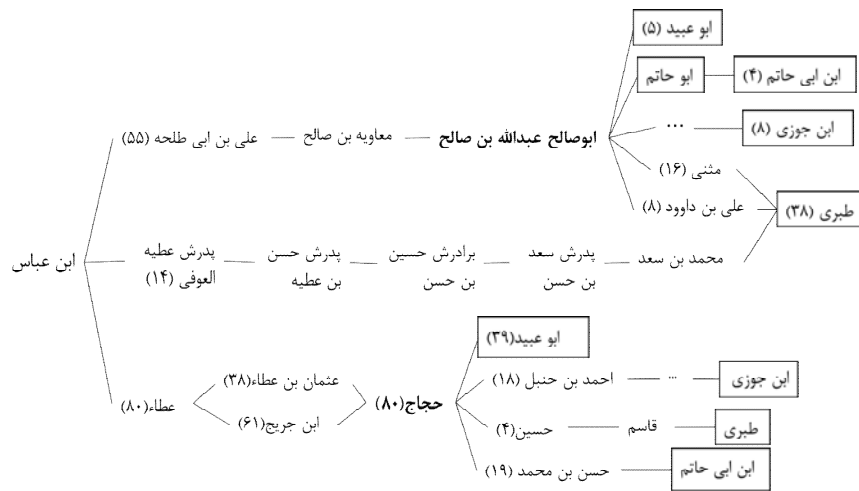 ابو عبید (۵)
ابو حاتم
ابن ابی حاتم (۴)
علی بن ابی طلحه (۵۵)
معاویه بن صالح
ابوصالح عبدالله بن صالح
...
ابن جوزی (۸)
مثنی (۱۶)
علی بن داوود (۸)
طبری (۳۸)
ابن عباس
پدرش عطیه
العوفی (۱۴)
پدرش حسن
بن عطیه
برادرش حسین
بن حسن
پدرش سعد
بن حسن
محمد بن سعد
ابو عبید(۳۹)
عطاء(۸۰)
عثمان بن عطاء(۳۸)
ابن جریج(۶۱)
حجاج(۸۰)
احمد بن حنبل (۱۸)
...
ابن جوزی
حسین(۴)
قاسم
طبری
حسن بن محمد (۱۹)
ابن ابی حاتم